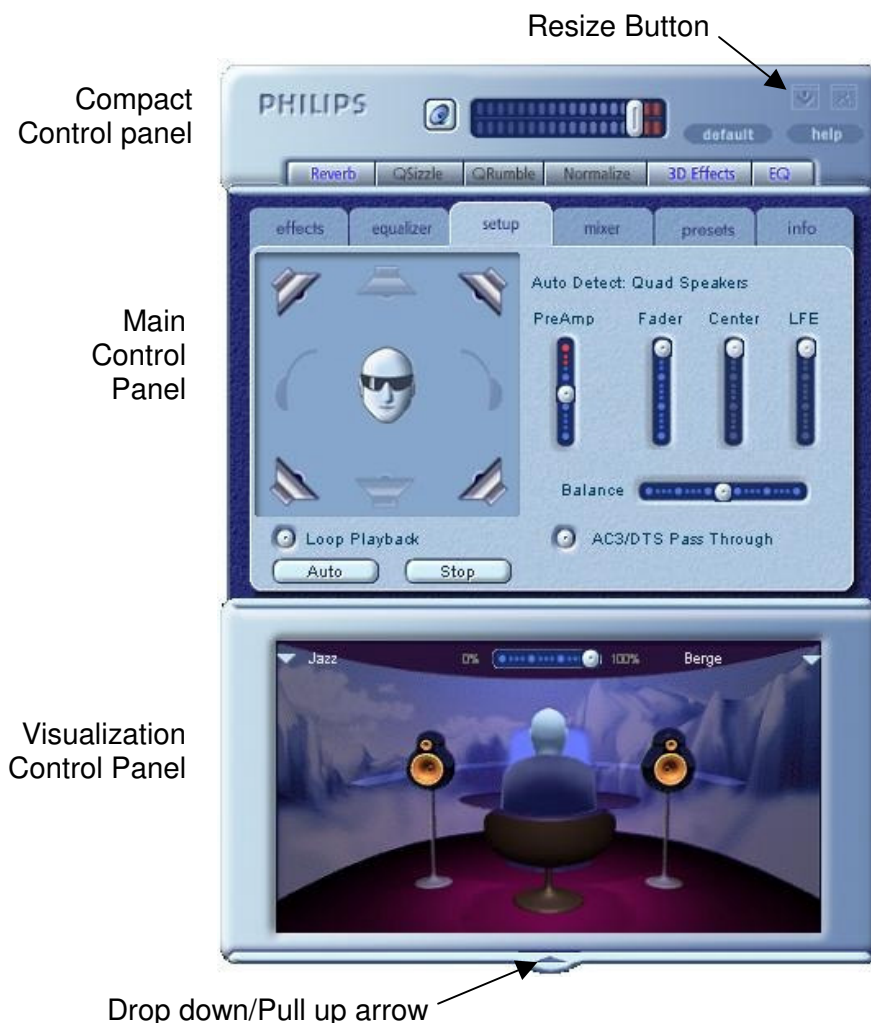 Resize Button
Compact
Control panel
PHILIPS
default help
Reverb QSizzle QRumble Normalize 3D Effects EQ
effects equalizer setup mixer presets info
Main
Control
Panel
Auto Detect: Quad Speakers
PreAmp Fader Center LFE
Balance
Loop Playback AC3/DTS Pass Through
Auto Stop
Visualization
Control Panel
Jazz 0% 100% Berge
Drop down/Pull up arrow